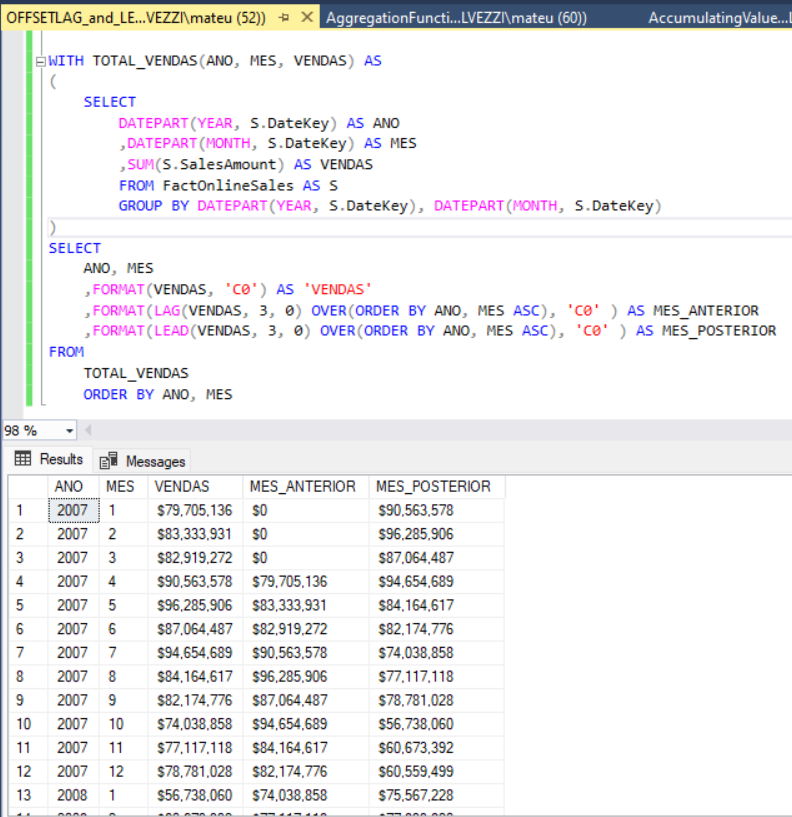 OFFSETLAG_and_LE...VEZZI\mateu (52)) AggregationFuncti...LVEZZI\mateu (60)) AccumulatingValue...
WITH TOTAL_VENDAS(ANO, MES, VENDAS) AS
(
SELECT
DATEPART(YEAR, S.DateKey) AS ANO
,DATEPART(MONTH, S.DateKey) AS MES
,SUM(S.SalesAmount) AS VENDAS
FROM FactOnlineSales AS S
GROUP BY DATEPART(YEAR, S.DateKey), DATEPART(MONTH, S.DateKey)
)
SELECT
ANO, MES
,FORMAT(VENDAS, 'C0') AS 'VENDAS'
,FORMAT(LAG(VENDAS, 3, 0) OVER(ORDER BY ANO, MES ASC), 'C0' ) AS MES_ANTERIOR
,FORMAT(LEAD(VENDAS, 3, 0) OVER(ORDER BY ANO, MES ASC), 'C0' ) AS MES_POSTERIOR
FROM
TOTAL_VENDAS
ORDER BY ANO, MES
98 %
Results Messages
ANO MES VENDAS MES_ANTERIOR MES_POSTERIOR
1 2007 1 $79,705,136 $0 $90,563,578
2 2007 2 $83,333,931 $0 $96,285,906
3 2007 3 $82,919,272 $0 $87,064,487
4 2007 4 $90,563,578 $79,705,136 $94,654,689
5 2007 5 $96,285,906 $83,333,931 $84,164,617
6 2007 6 $87,064,487 $82,919,272 $82,174,776
7 2007 7 $94,654,689 $90,563,578 $74,038,858
8 2007 8 $84,164,617 $96,285,906 $77,117,118
9 2007 9 $82,174,776 $87,064,487 $78,781,028
10 2007 10 $74,038,858 $94,654,689 $56,738,060
11 2007 11 $77,117,118 $84,164,617 $60,673,392
12 2007 12 $78,781,028 $82,174,776 $60,559,499
13 2008 1 $56,738,060 $74,038,858 $75,567,228